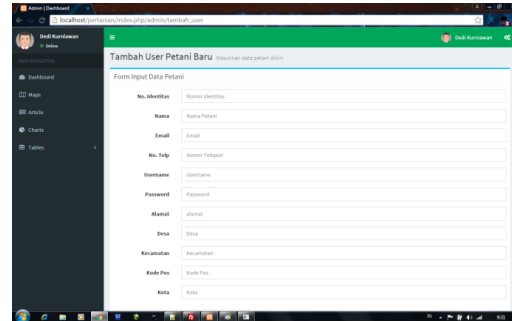 Admin | Dashboard
localhost/pertanian/index.php/admin/tambah_user
Dedi Kurniawan
Online
MAIN NAVIGATION
Dashboard
Maps
Article
Charts
Tables
Dedi Kurniawan
Tambah User Petani Baru Masukkan data petani disini
Form Input Data Petani
No. Identitas Nomor Identitas
Nama Nama Petani
Email Email
No. Telp Nomor Telepon
Username Username
Password Password
Alamat alamat
Desa Desa
Kecamatan Kecamatan
Kode Pos Kode Pos
Kota Kota